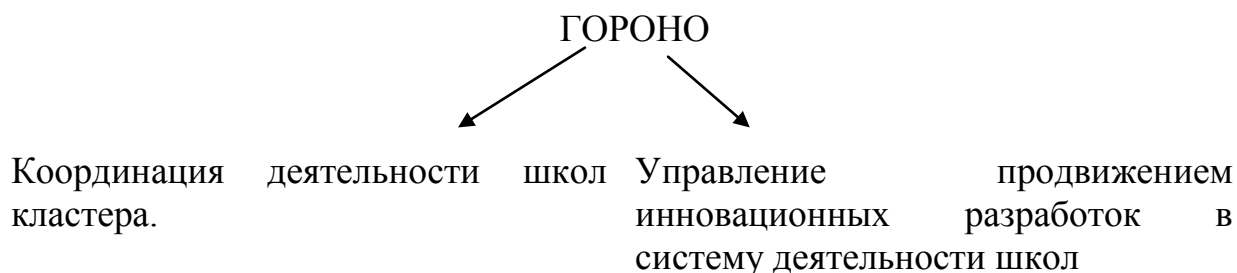 ГОРОНО
Координация деятельности школ
кластера.
Управление продвижением
инновационных разработок в
систему деятельности школ